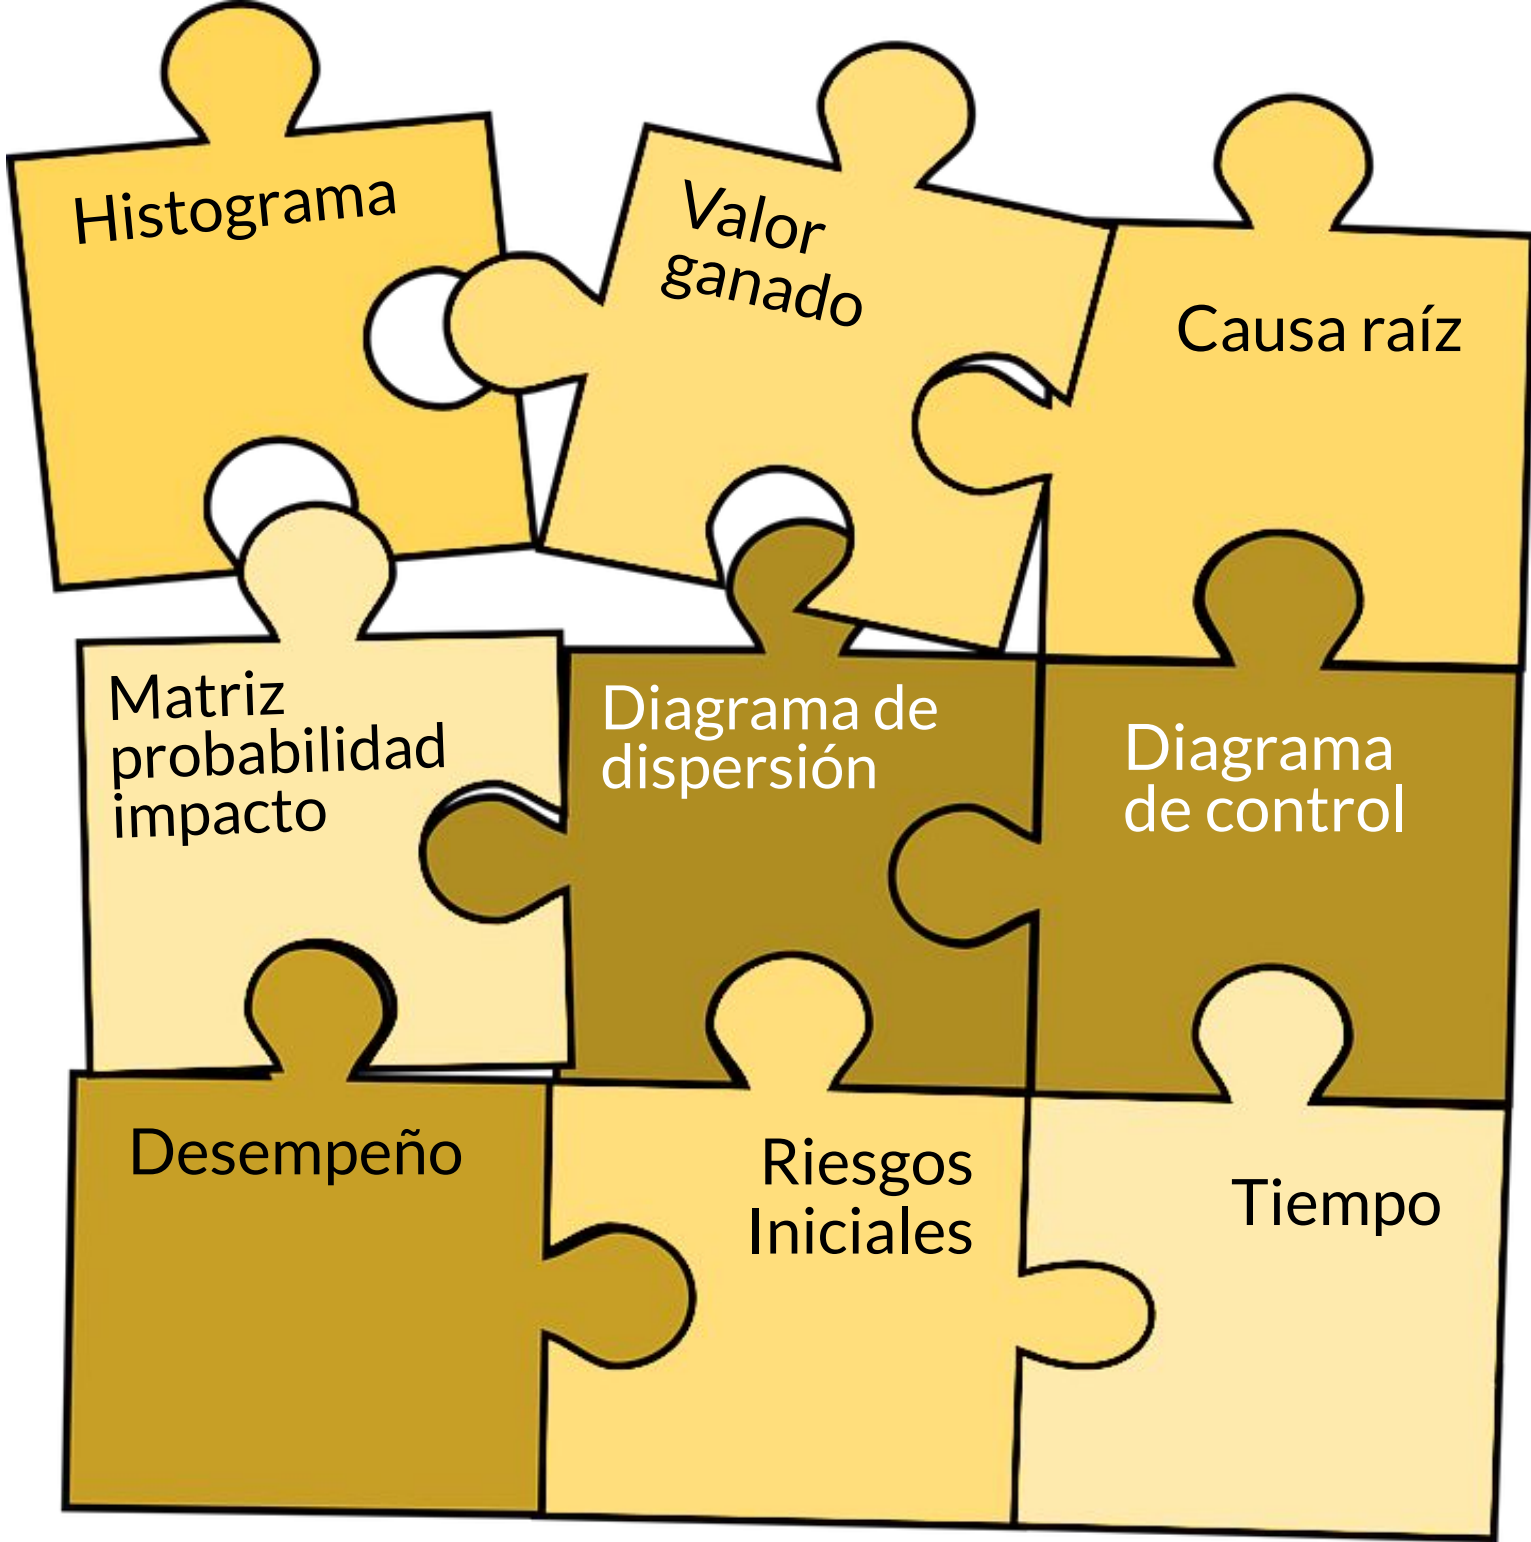 Histograma
Valor
ganado
Causa raíz
Matriz
probabilidad
impacto
Diagrama de
dispersión
Diagrama
de control
Desempeño
Riesgos
Iniciales
Tiempo